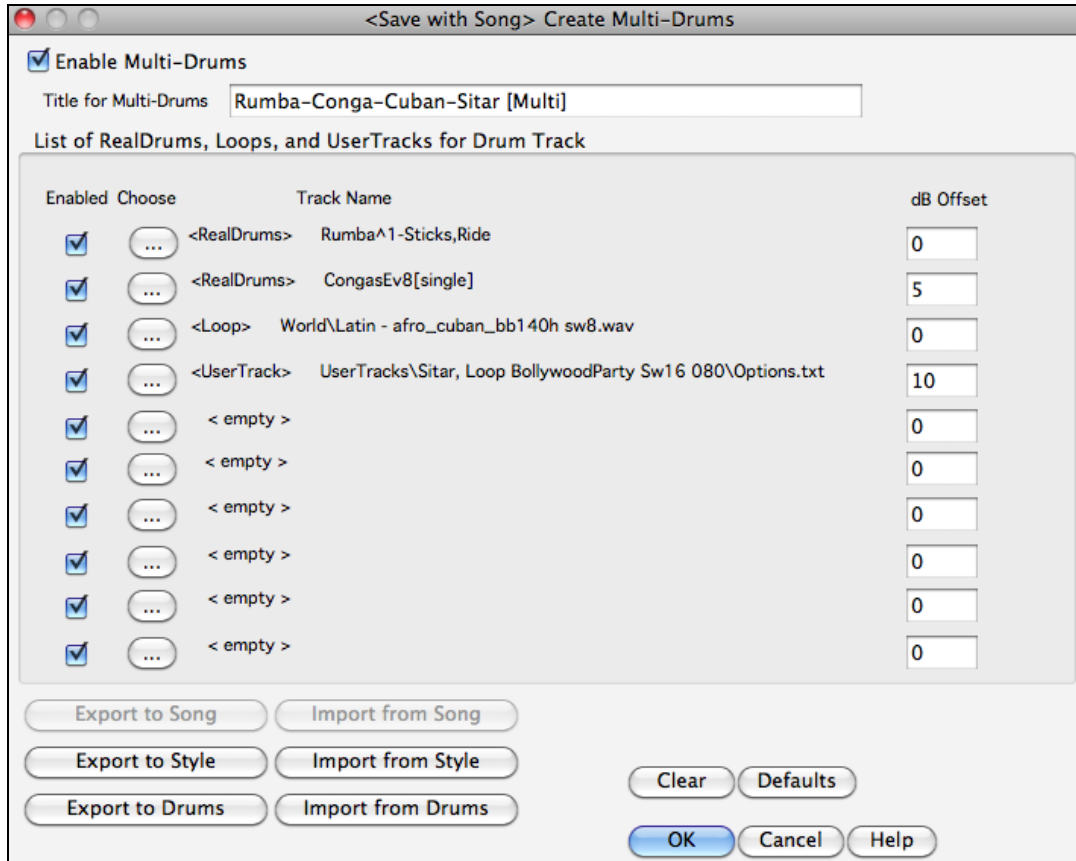 <Save with Song> Create Multi-Drums
Enable Multi-Drums
Title for Multi-Drums Rumba-Conga-Cuban-Sitar [Multi]
List of RealDrums, Loops, and UserTracks for Drum Track
Enabled Choose Track Name dB Offset
... <RealDrums> Rumba^1-Sticks,Ride 0
... <RealDrums> CongasEv8[single] 5
... <Loop> World\Latin - afro_cuban_bb140h sw8.wav 0
... <UserTrack> UserTracks\Sitar, Loop BollywoodParty Sw16 080\Options.txt 10
... < empty > 0
... < empty > 0
... < empty > 0
... < empty > 0
... < empty > 0
... < empty > 0
Export to Song Import from Song
Export to Style Import from Style
Clear Defaults
Export to Drums Import from Drums
OK Cancel Help